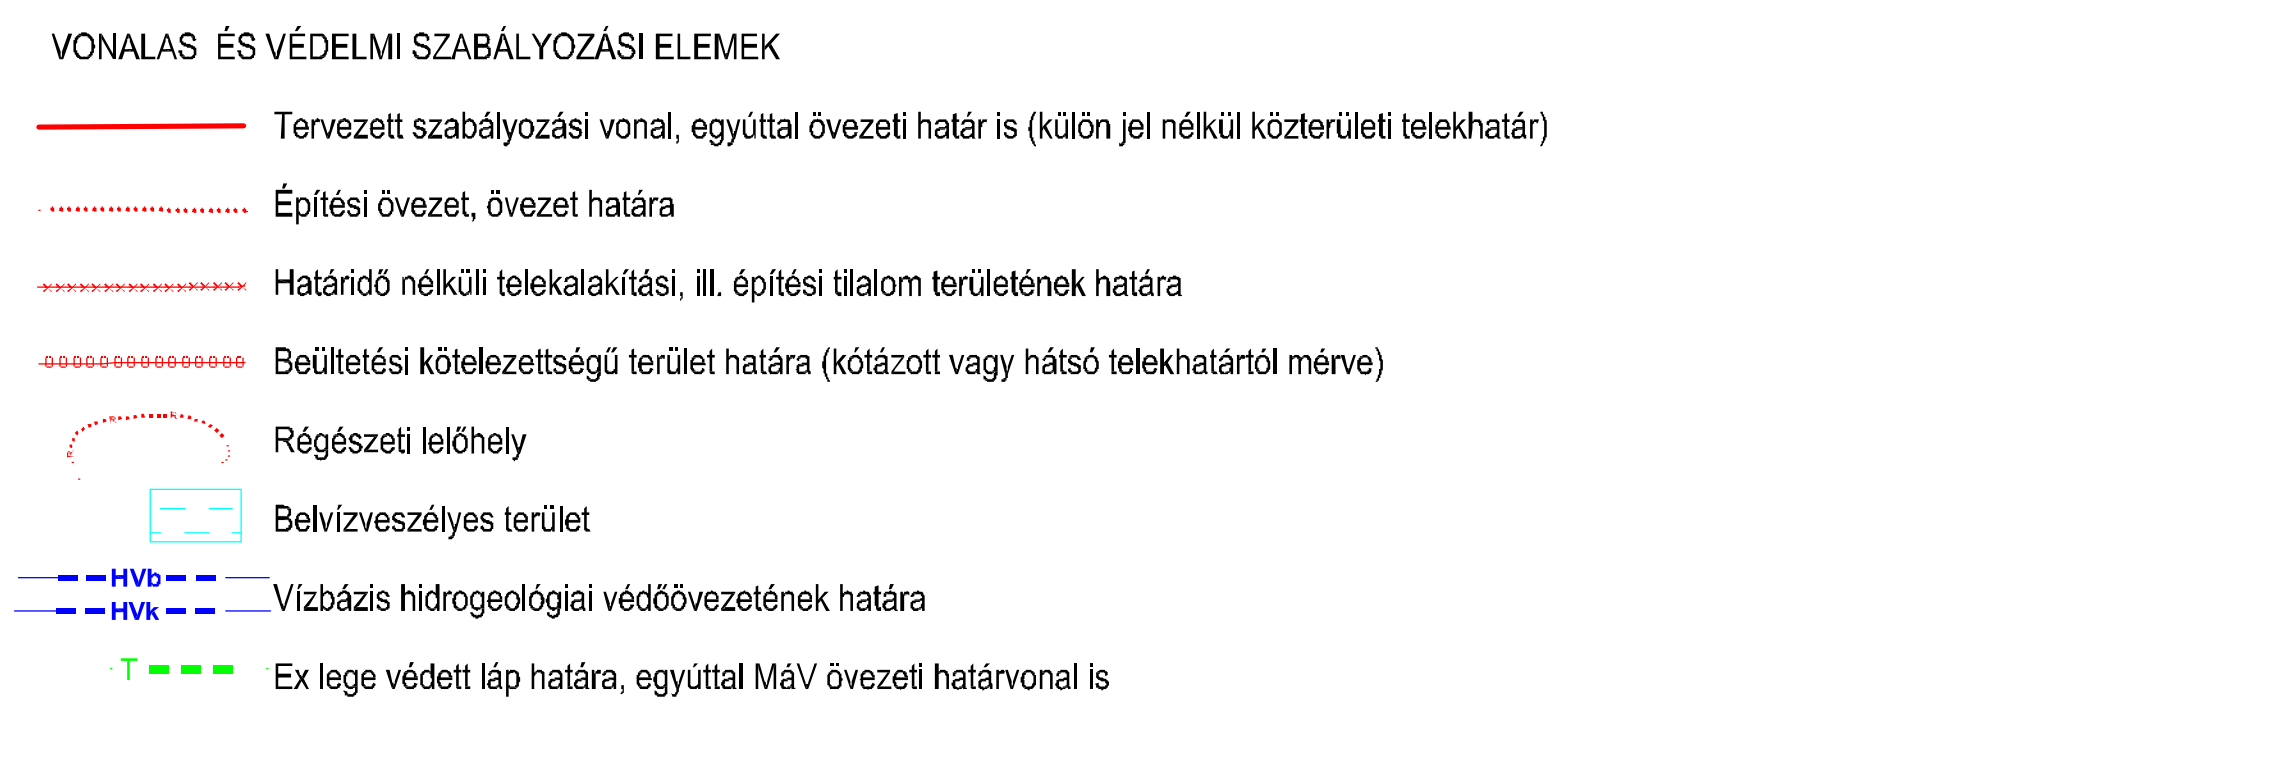 VONALAS ÉS VÉDELMI SZABÁLYOZÁSI ELEMEK
Tervezett szabályozási vonal, egyúttal övezeti határ is (külön jel nélkül közterületi telekhatár)
Építési övezet, övezet határa
Határidő nélküli telekalakítási, ill. építési tilalom területének határa
Beültetési kötelezettségű terület határa (kótázott vagy hátsó telekhatártól mérve)
R R R
Régészeti lelőhely
Belvízveszélyes terület
HVb
HVk
Vízbázis hidrogeológiai védőövezetének határa
T
Ex lege védett láp határa, egyúttal MáV övezeti határvonal is